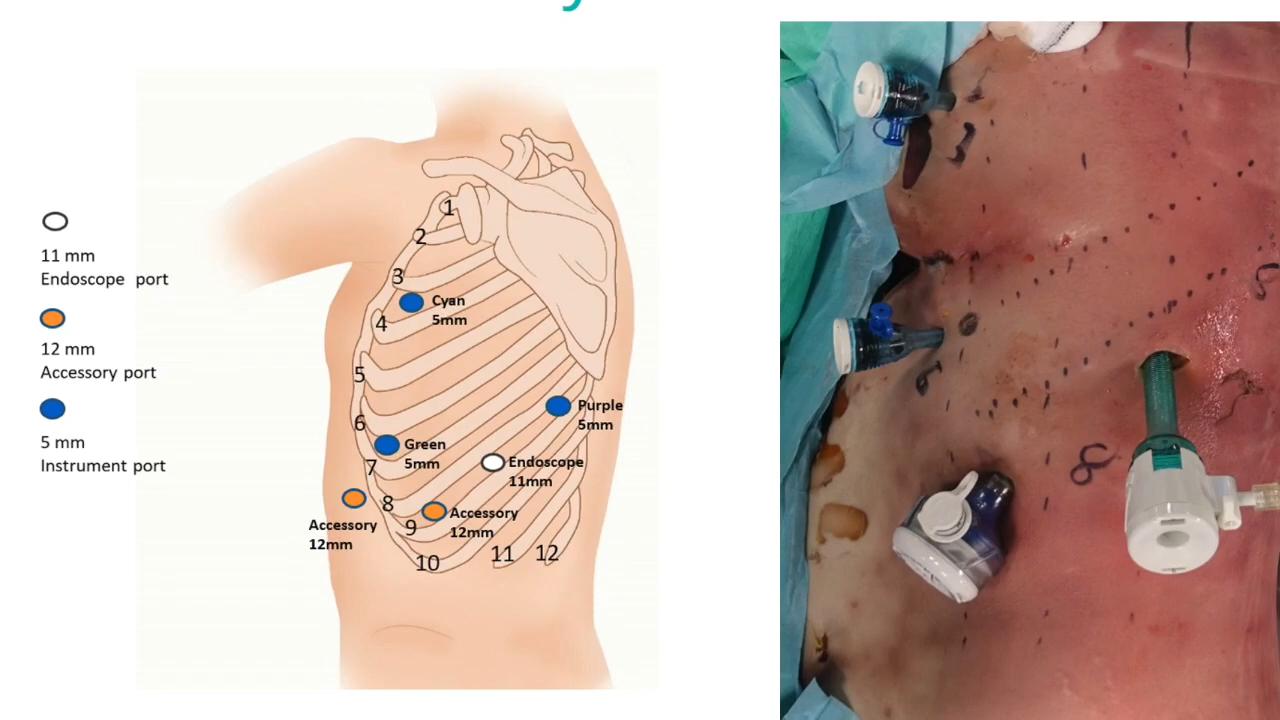 11 mm
Endoscope port
12 mm
Accessory port
5 mm
Instrument port
1
2
3
Cyan
5mm
4
5
Purple
5mm
6
Green
5mm
7
Endoscope
11mm
8
Accessory
12mm
9
Accessory
12mm
10
11
12
8